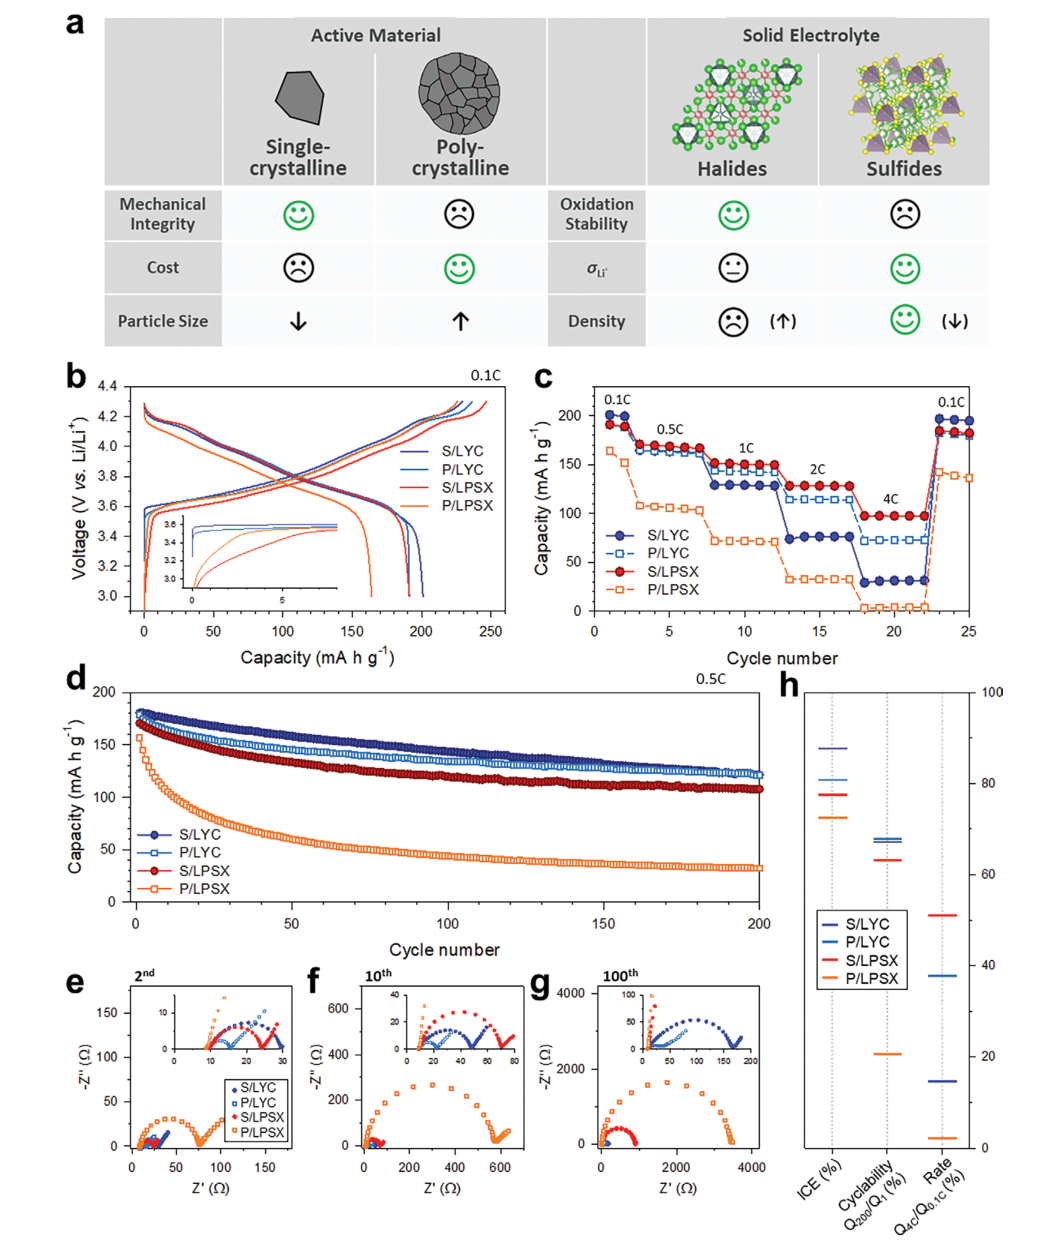 a
Active Material
Solid Electrolyte
Single-
crystalline
Poly-
crystalline
Halides
Sulfides
Mechanical
Integrity
Oxidation
Stability
Cost
σLi+
Particle Size
↓
↑
Density
(↑)
(↓)
b
0.1C
Voltage (V vs. Li/Li+)
4.4
4.2
4.0
3.8
3.6
3.4
3.2
3.0
S/LYC
P/LYC
S/LPSX
P/LPSX
3.6
3.4
3.2
3.0
0
5
0
50
100
150
200
250
Capacity (mA h g-1)
c
Capacity (mA h g-1)
200
150
100
50
0
0.1C
0.5C
1C
2C
4C
0.1C
S/LYC
P/LYC
S/LPSX
P/LPSX
0
5
10
15
20
25
Cycle number
d
0.5C
Capacity (mA h g-1)
200
150
100
50
0
S/LYC
P/LYC
S/LPSX
P/LPSX
0
50
100
150
200
Cycle number
e
2nd
-Z'' (Ω)
150
100
50
0
10
0
0
10
20
30
S/LYC
P/LYC
S/LPSX
P/LPSX
0
50
100
150
Z' (Ω)
f
10th
-Z'' (Ω)
600
400
200
0
40
20
0
0
20
40
60
80
0
200
400
600
Z' (Ω)
g
100th
-Z'' (Ω)
4000
2000
0
100
50
0
0
50
100
150
200
0
2000
4000
Z' (Ω)
h
100
80
60
40
20
0
S/LYC
P/LYC
S/LPSX
P/LPSX
ICE (%)
Cyclability
Q200/Q1 (%)
Rate
Q4C/Q0.1C (%)